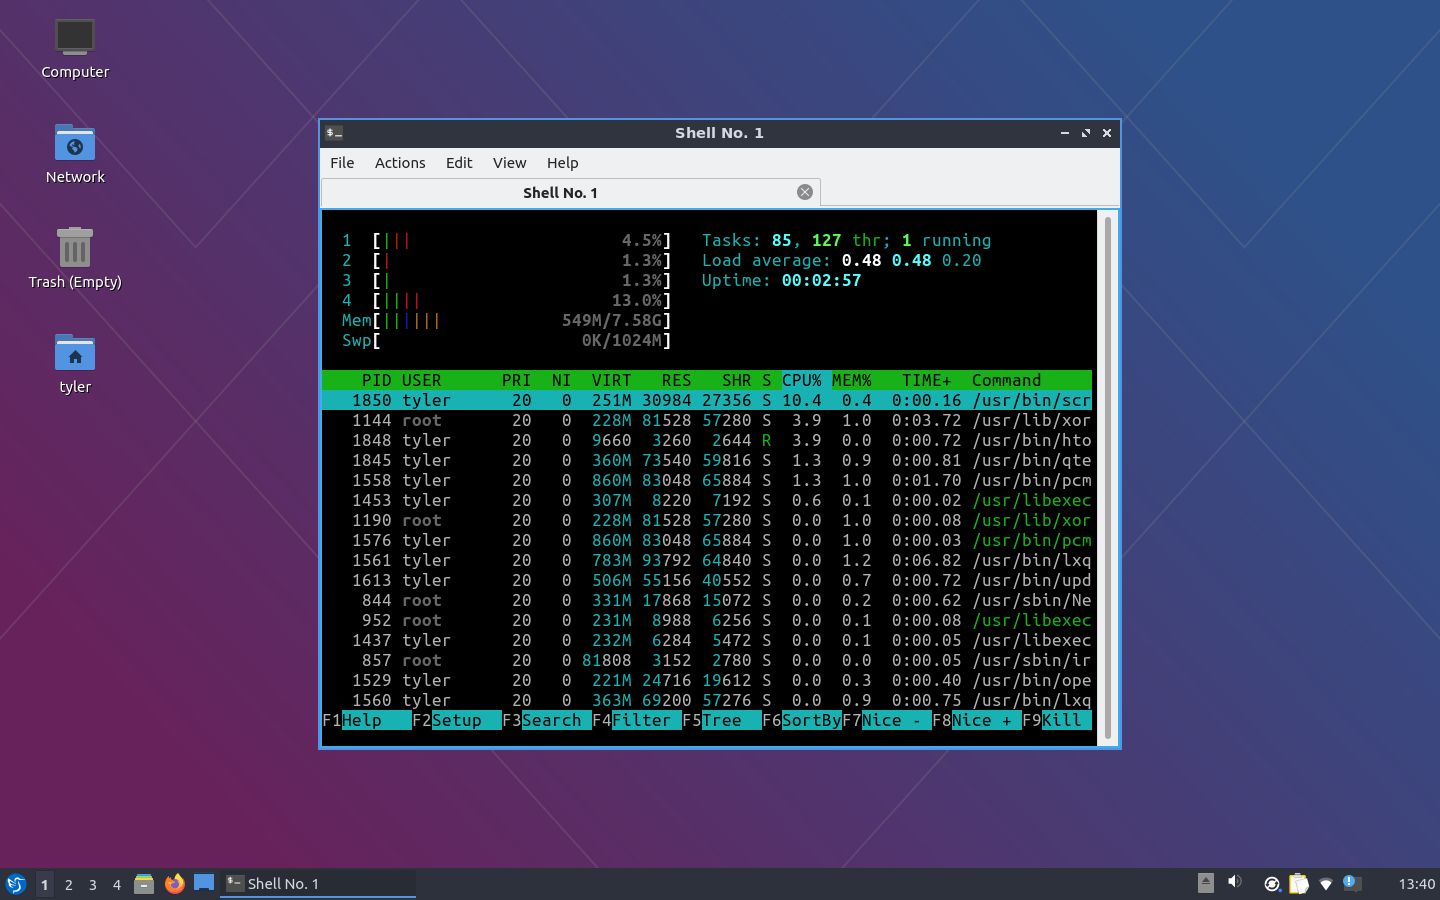 Computer
Network
Trash (Empty)
tyler
Shell No. 1
File Actions Edit View Help
Shell No. 1
1 [||| 4.5%] Tasks: 85, 127 thr; 1 running
2 [| 1.3%] Load average: 0.48 0.48 0.20
3 [| 1.3%] Uptime: 00:02:57
4 [|||| 13.0%]
Mem[|||||| 549M/7.58G]
Swp[ 0K/1024M]
PID USER PRI NI VIRT RES SHR S CPU% MEM% TIME+ Command
1850 tyler 20 0 251M 30984 27356 S 10.4 0.4 0:00.16 /usr/bin/scr
1144 root 20 0 228M 81528 57280 S 3.9 1.0 0:03.72 /usr/lib/xor
1848 tyler 20 0 9660 3260 2644 R 3.9 0.0 0:00.72 /usr/bin/hto
1845 tyler 20 0 360M 73540 59816 S 1.3 0.9 0:00.81 /usr/bin/qte
1558 tyler 20 0 860M 83048 65884 S 1.3 1.0 0:01.70 /usr/bin/pcm
1453 tyler 20 0 307M 8220 7192 S 0.6 0.1 0:00.02 /usr/libexec
1190 root 20 0 228M 81528 57280 S 0.0 1.0 0:00.08 /usr/lib/xor
1576 tyler 20 0 860M 83048 65884 S 0.0 1.0 0:00.03 /usr/bin/pcm
1561 tyler 20 0 783M 93792 64840 S 0.0 1.2 0:06.82 /usr/bin/lxq
1613 tyler 20 0 506M 55156 40552 S 0.0 0.7 0:00.72 /usr/bin/upd
844 root 20 0 331M 17868 15072 S 0.0 0.2 0:00.62 /usr/sbin/Ne
952 root 20 0 231M 8988 6256 S 0.0 0.1 0:00.08 /usr/libexec
1437 tyler 20 0 232M 6284 5472 S 0.0 0.1 0:00.05 /usr/libexec
857 root 20 0 81808 3152 2780 S 0.0 0.0 0:00.05 /usr/sbin/ir
1529 tyler 20 0 221M 24716 19612 S 0.0 0.3 0:00.40 /usr/bin/ope
1560 tyler 20 0 363M 69200 57276 S 0.0 0.9 0:00.75 /usr/bin/lxq
F1Help F2Setup F3Search F4Filter F5Tree F6SortByF7Nice - F8Nice + F9Kill
1 2 3 4 Shell No. 1 13:40